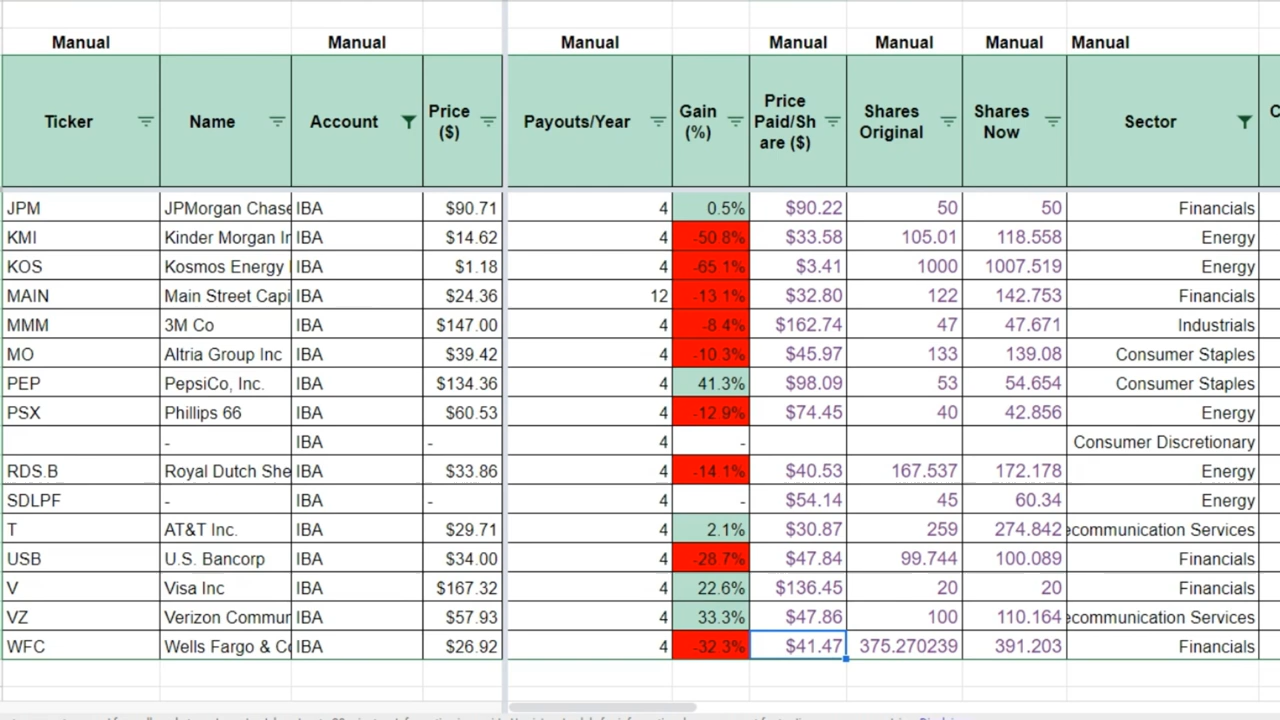 Manual Manual Manual Manual Manual Manual Manual
Ticker Name Account Price ($) Payouts/Year Gain (%) Price Paid/Share ($) Shares Original Shares Now Sector C
JPM JPMorgan Chase IBA $90.71 4 0.5% $90.22 50 50 Financials
KMI Kinder Morgan In IBA $14.62 4 -50.8% $33.58 105.01 118.558 Energy
KOS Kosmos Energy IBA $1.18 4 -65.1% $3.41 1000 1007.519 Energy
MAIN Main Street Capi IBA $24.36 12 -13.1% $32.80 122 142.753 Financials
MMM 3M Co IBA $147.00 4 -8.4% $162.74 47 47.671 Industrials
MO Altria Group Inc IBA $39.42 4 -10.3% $45.97 133 139.08 Consumer Staples
PEP PepsiCo, Inc. IBA $134.36 4 41.3% $98.09 53 54.654 Consumer Staples
PSX Phillips 66 IBA $60.53 4 -12.9% $74.45 40 42.856 Energy
- IBA - 4 - Consumer Discretionary
RDS.B Royal Dutch She IBA $33.86 4 -14.1% $40.53 167.537 172.178 Energy
SDLPF - IBA - 4 - $54.14 45 60.34 Energy
T AT&T Inc. IBA $29.71 4 2.1% $30.87 259 274.842 ecommunication Services
USB U.S. Bancorp IBA $34.00 4 -28.7% $47.84 99.744 100.089 Financials
V Visa Inc IBA $167.32 4 22.6% $136.45 20 20 Financials
VZ Verizon Commun IBA $57.93 4 33.3% $47.86 100 110.164 ecommunication Services
WFC Wells Fargo & Co IBA $26.92 4 -32.3% $41.47 375.270239 391.203 Financials